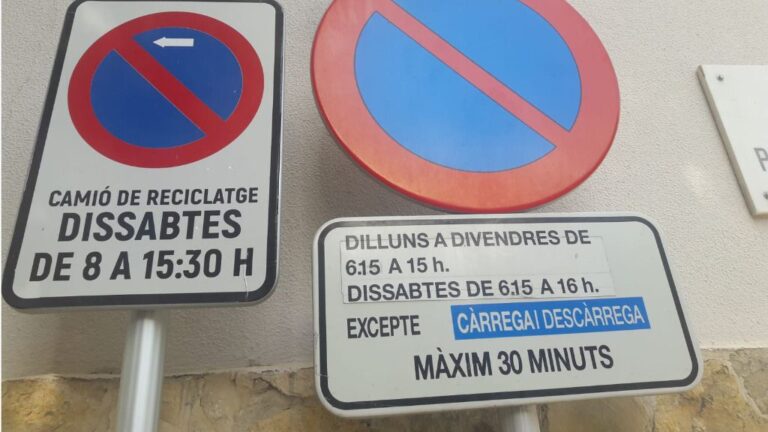 CAMIÓ DE RECICLATGE
DISSABTES
DE 8 A 15:30 H
DILLUNS A DIVENDRES DE
6.15 A 15 h.
DISSABTES DE 6.15 A 16 h.
EXCEPTE CÀRREGA I DESCÀRREGA
MÀXIM 30 MINUTS